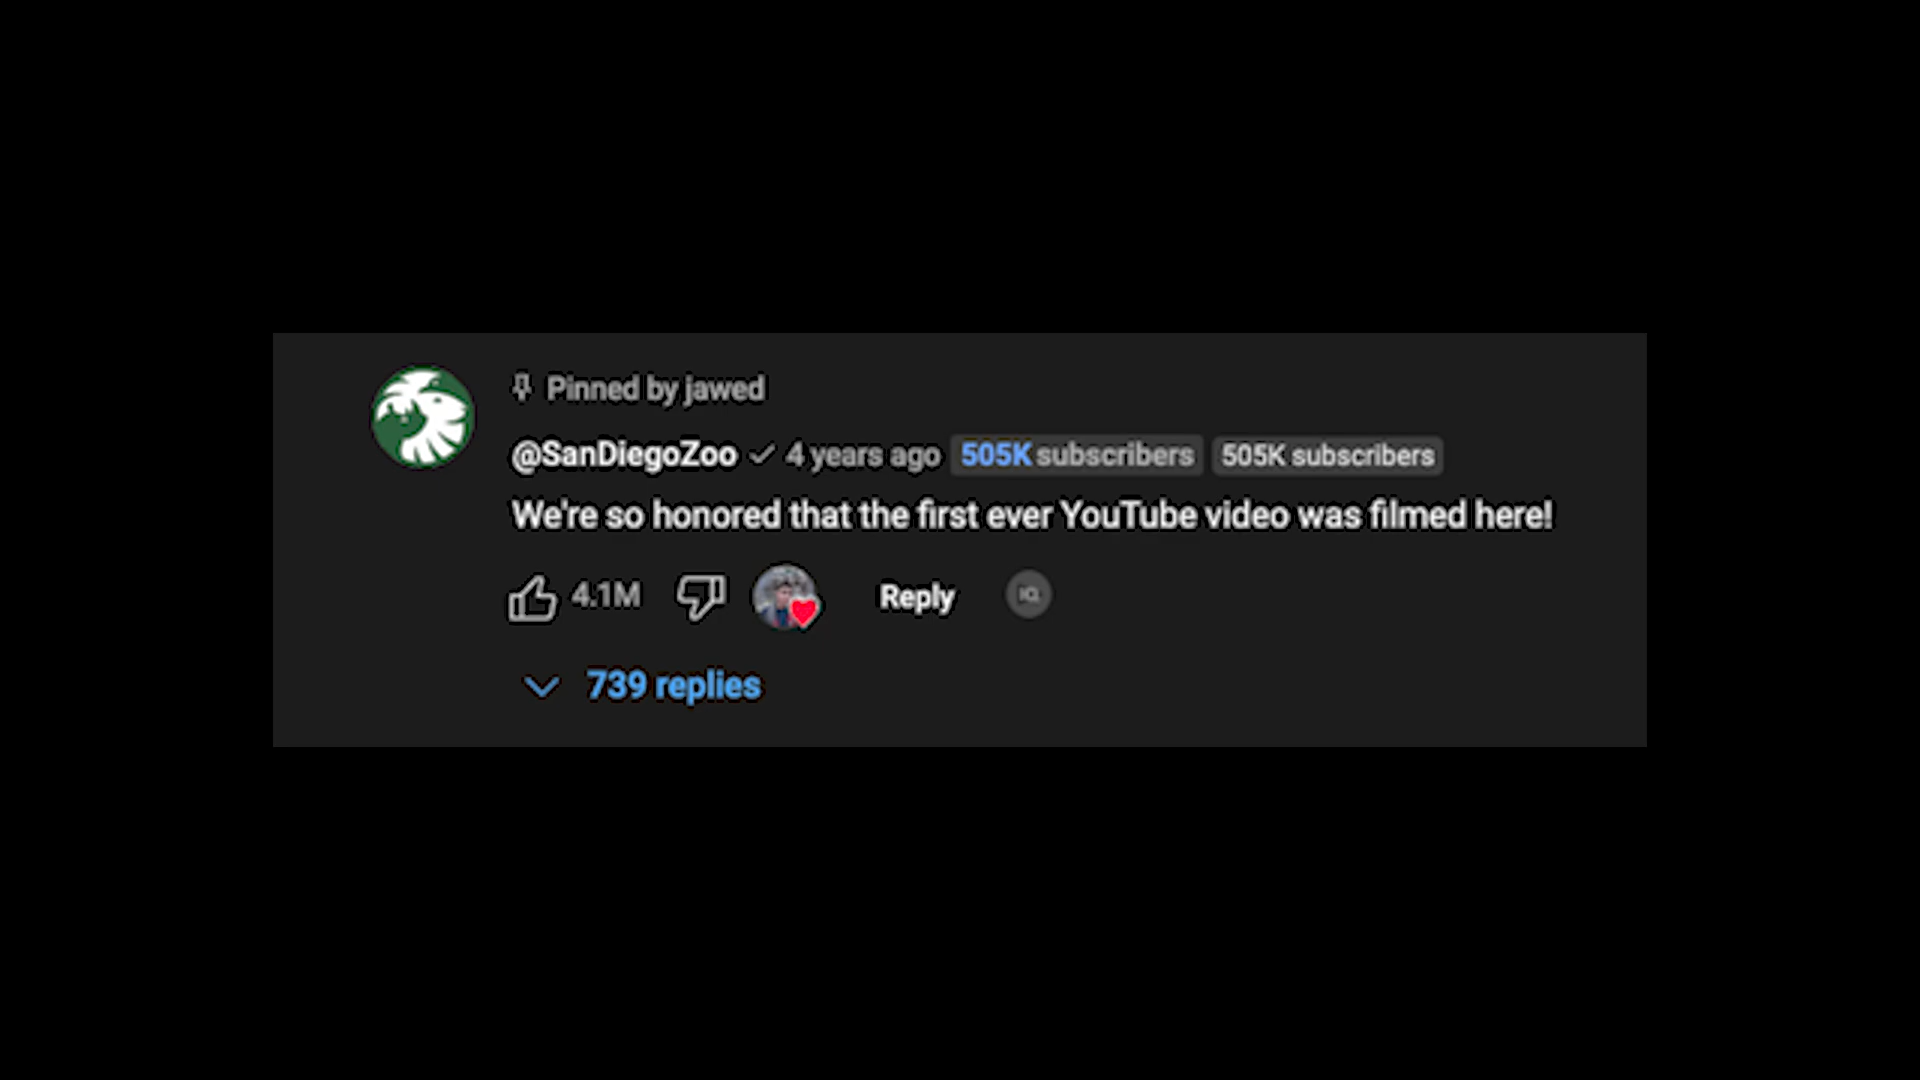 Pinned by jawed
@SanDiegoZoo 4 years ago 505K subscribers 505K subscribers
We're so honored that the first ever YouTube video was filmed here!
4.1M Reply IQ
739 replies